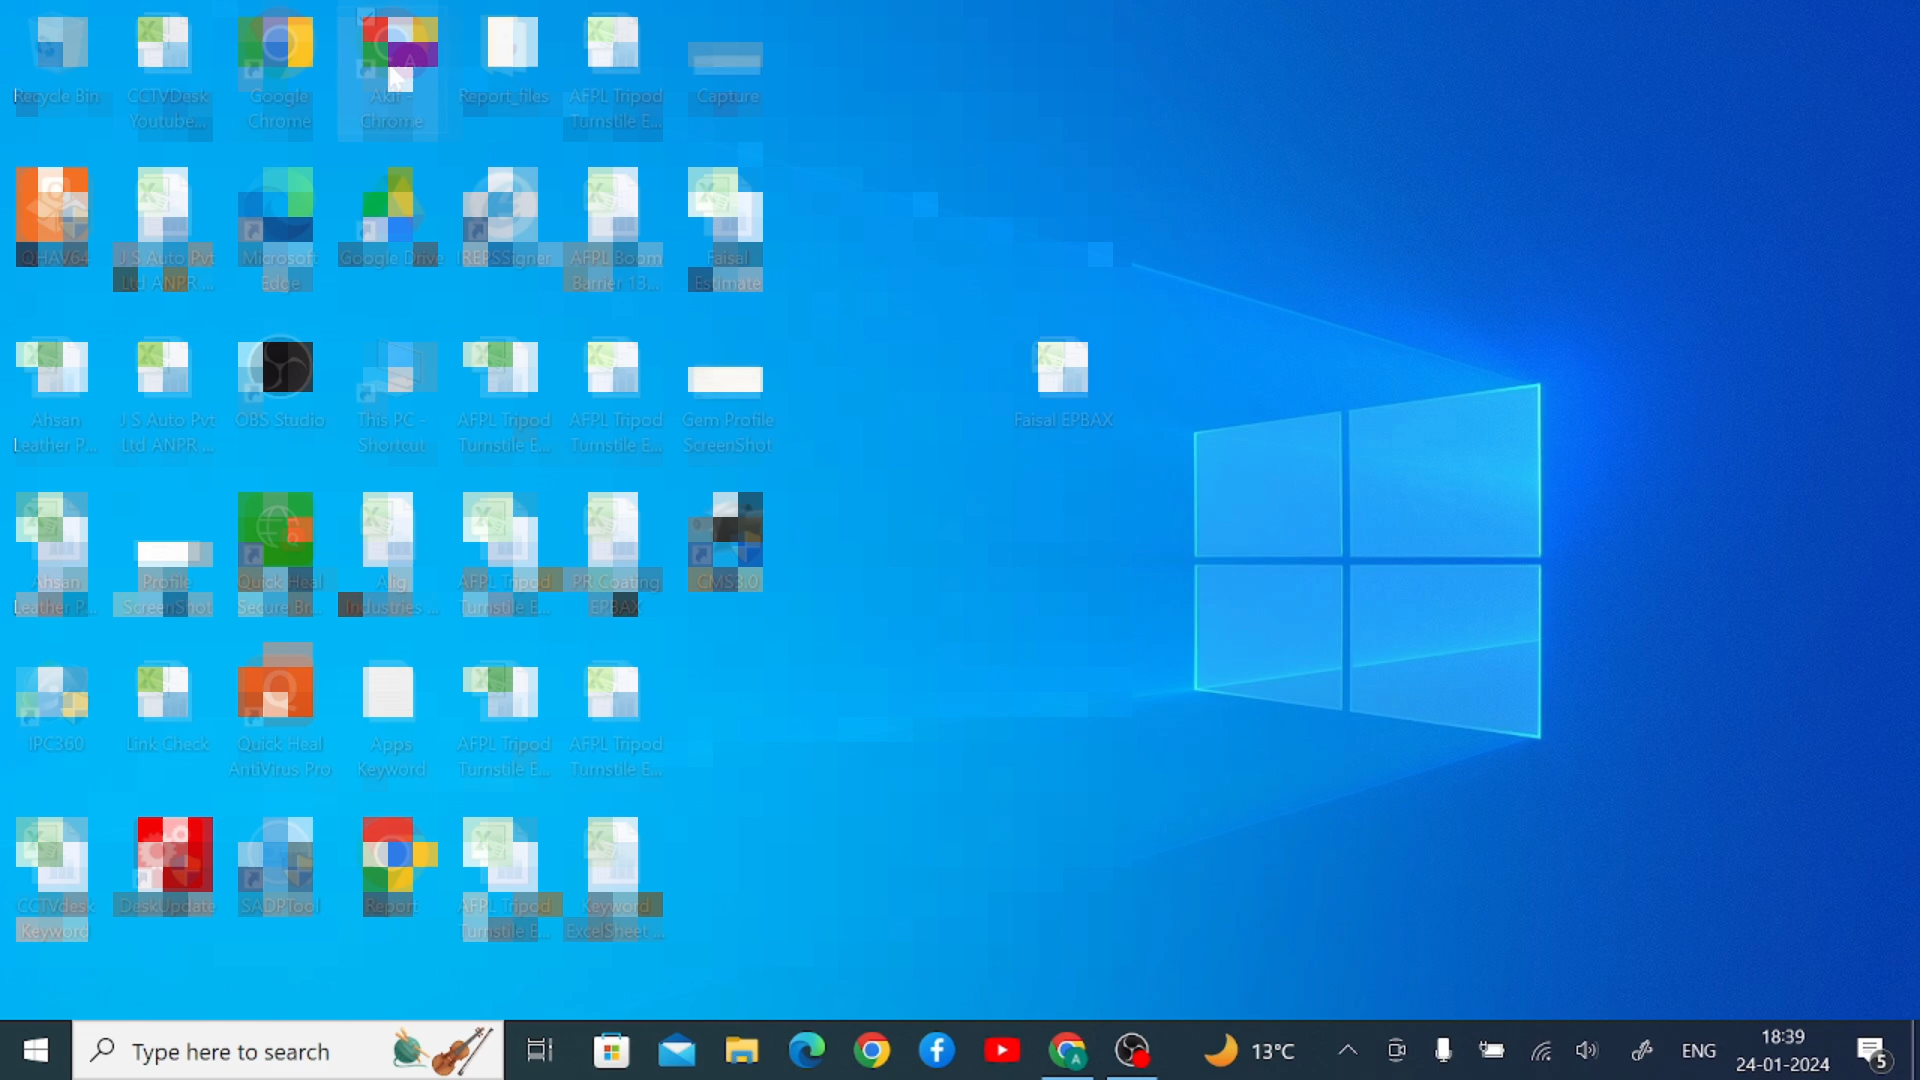 Recycle Bin
CCTVDesk
Youtube...
Google
Chrome
Akif -
Chrome
Report_files
AFPL Tripod
Turnstile E...
Capture
QHAV64
J S Auto Pvt
Ltd ANPR ...
Microsoft
Edge
Google Drive
IREPSSigner
AFPL Boom
Barrier 13...
Faisal
Estimate
Ahsan
Leather P...
J S Auto Pvt
Ltd ANPR ...
OBS Studio
This PC -
Shortcut
AFPL Tripod
Turnstile E...
AFPL Tripod
Turnstile E...
Gem Profile
ScreenShot
Faisal EPBAX
Ahsan
Leather P...
Profile
ScreenShot
Quick Heal
Secure Br...
Alig
Industries ...
AFPL Tripod
Turnstile E...
PR Coating
EPBAX
CMS3.0
IPC360
Link Check
Quick Heal
AntiVirus Pro
Apps
Keyword
AFPL Tripod
Turnstile E...
AFPL Tripod
Turnstile E...
CCTVdesk
Keyword
DeskUpdate
SADPTool
Report
AFPL Tripod
Turnstile E...
Keyword
ExcelSheet ...
Type here to search
13°C
ENG
18:39
24-01-2024
5